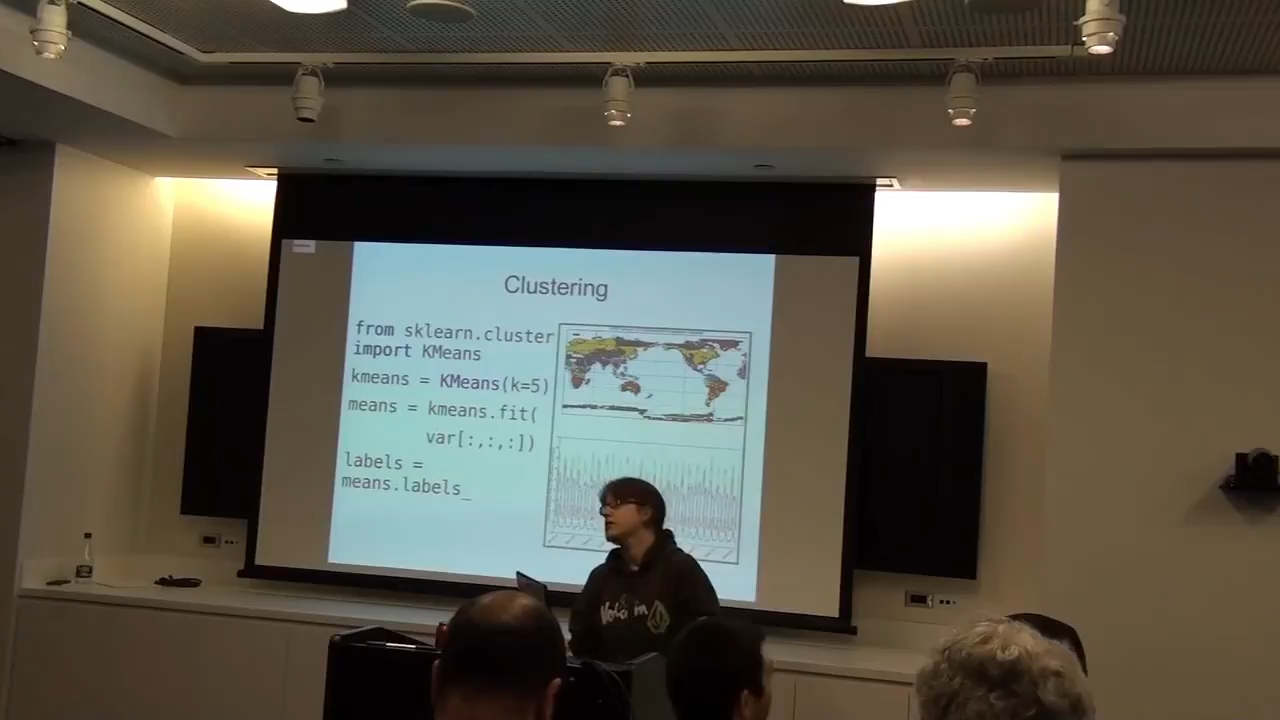 Clustering
from sklearn.cluster
import KMeans
kmeans = KMeans(k=5)
means = kmeans.fit(
var[:,:,:])
labels =
means.labels_